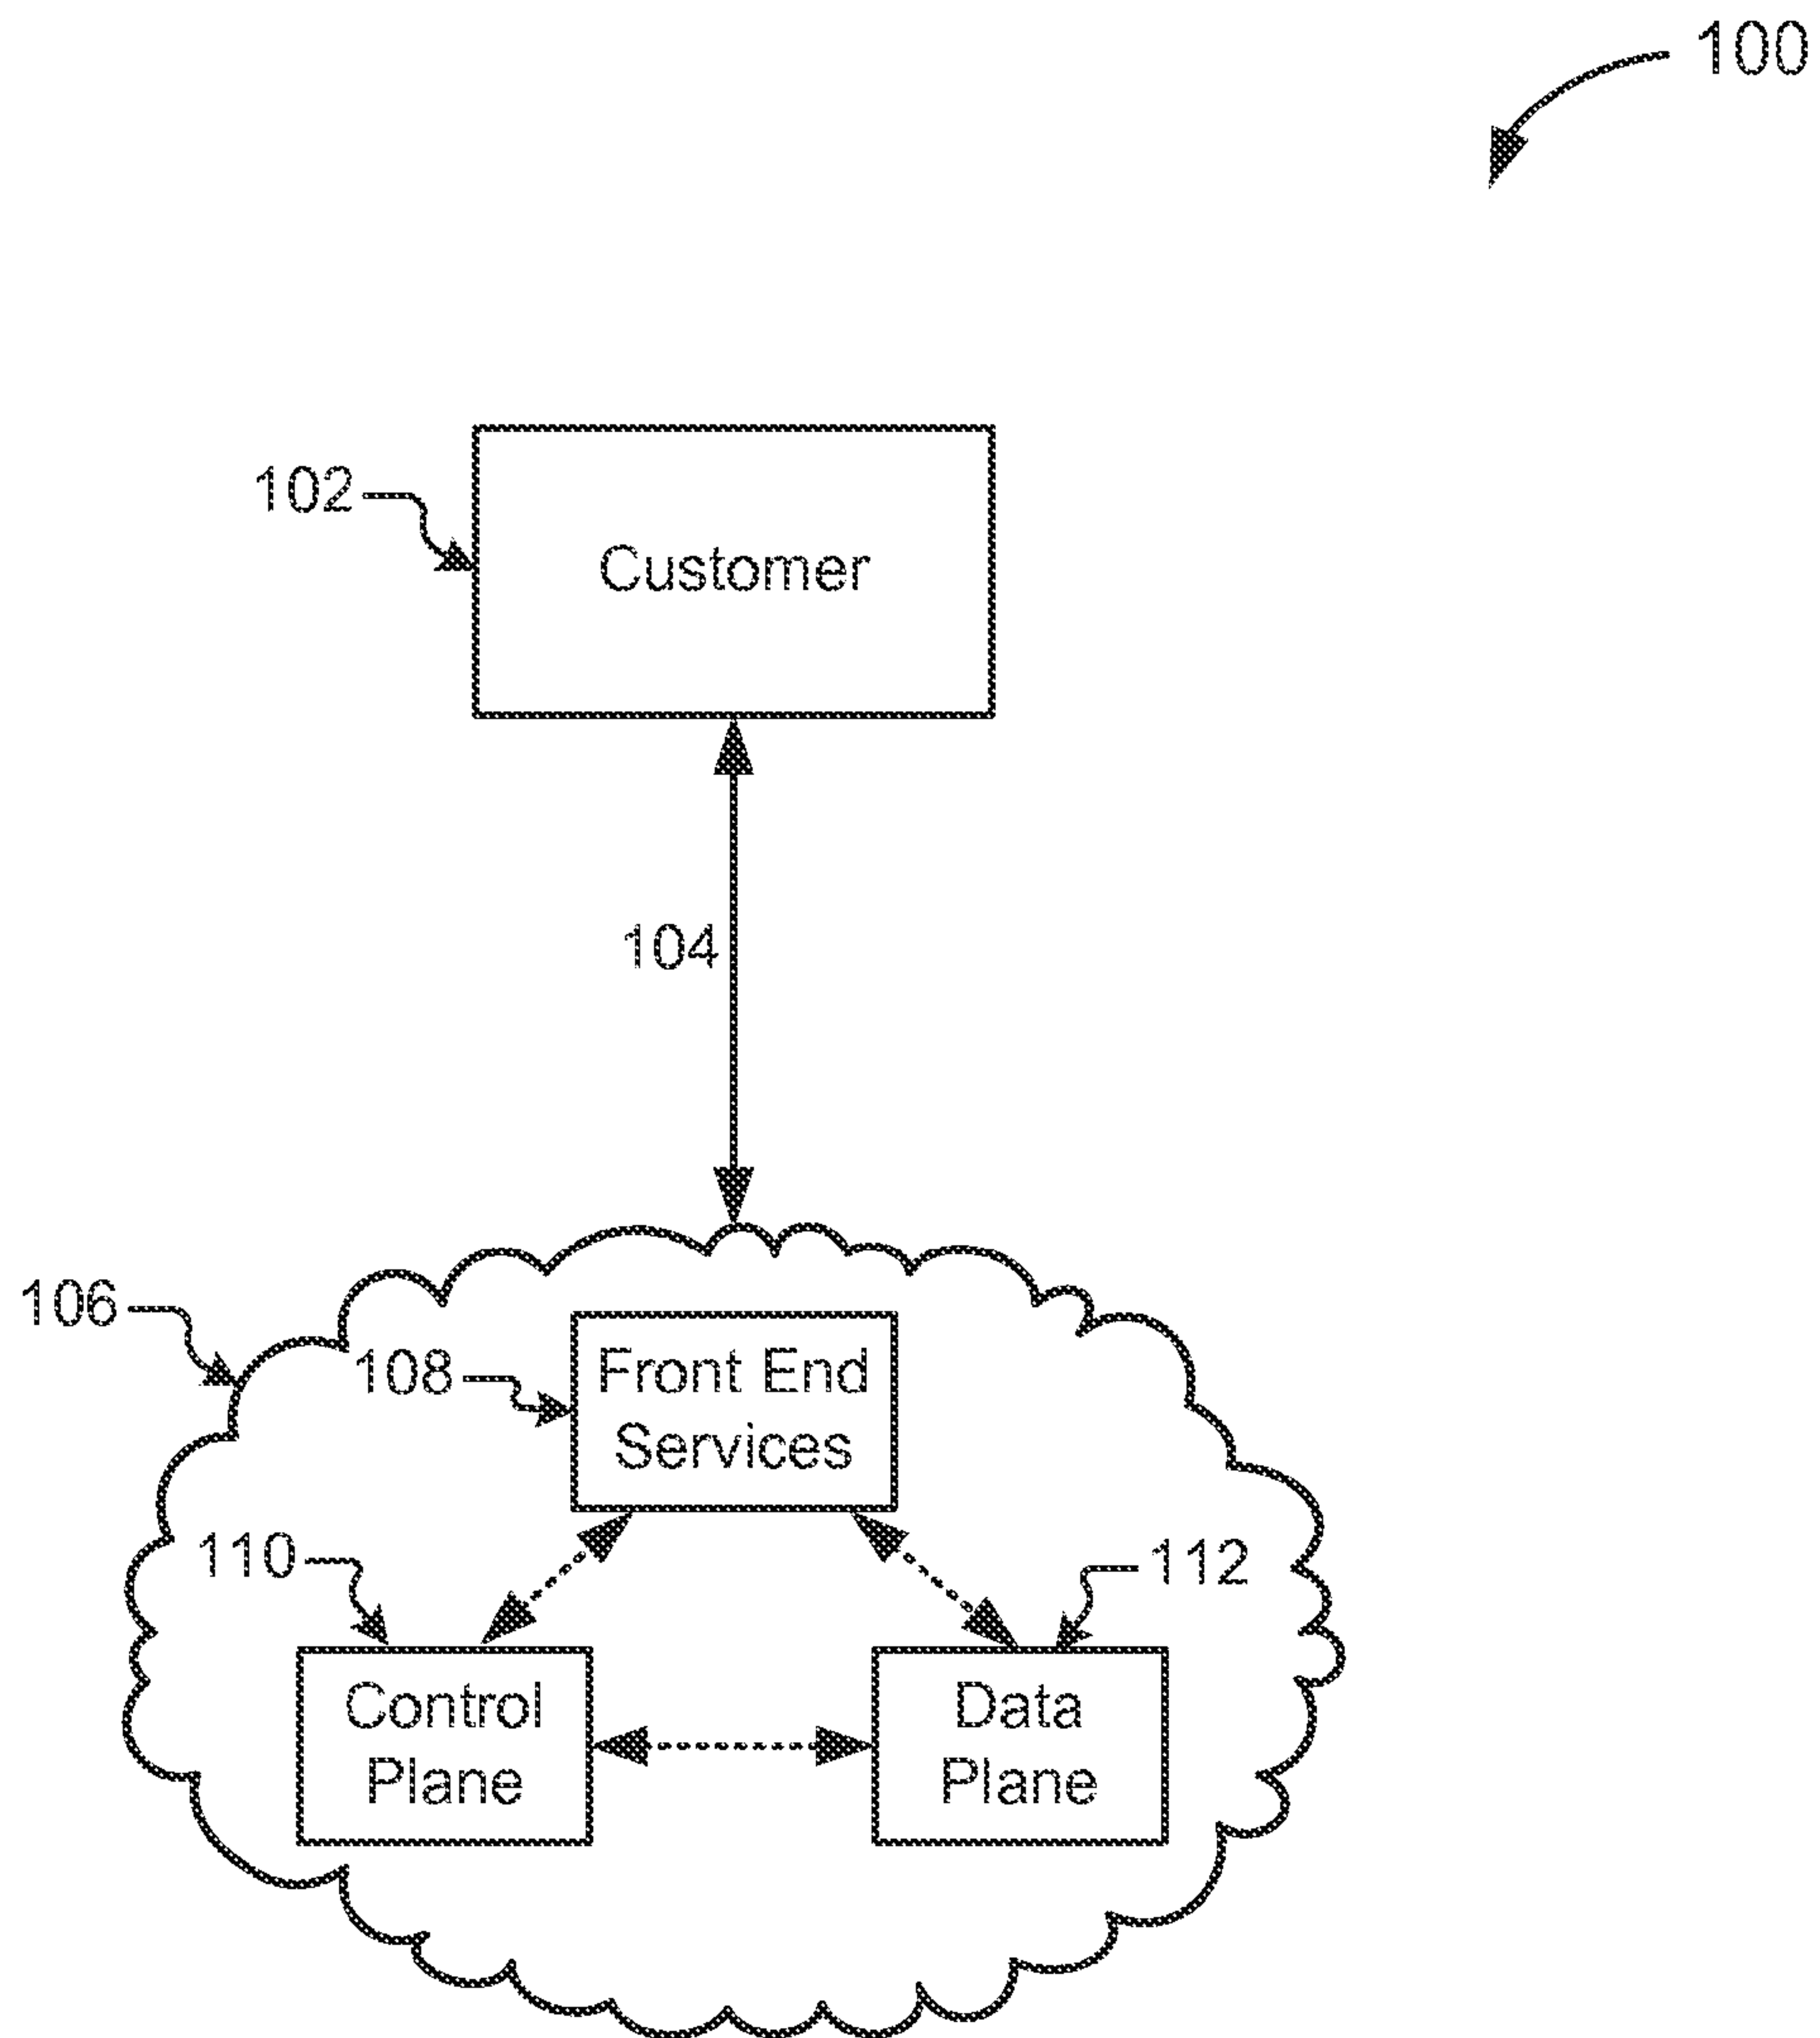 100
102
Customer
104
106
108
Front End
Services
110
112
Control
Plane
Data
Plane